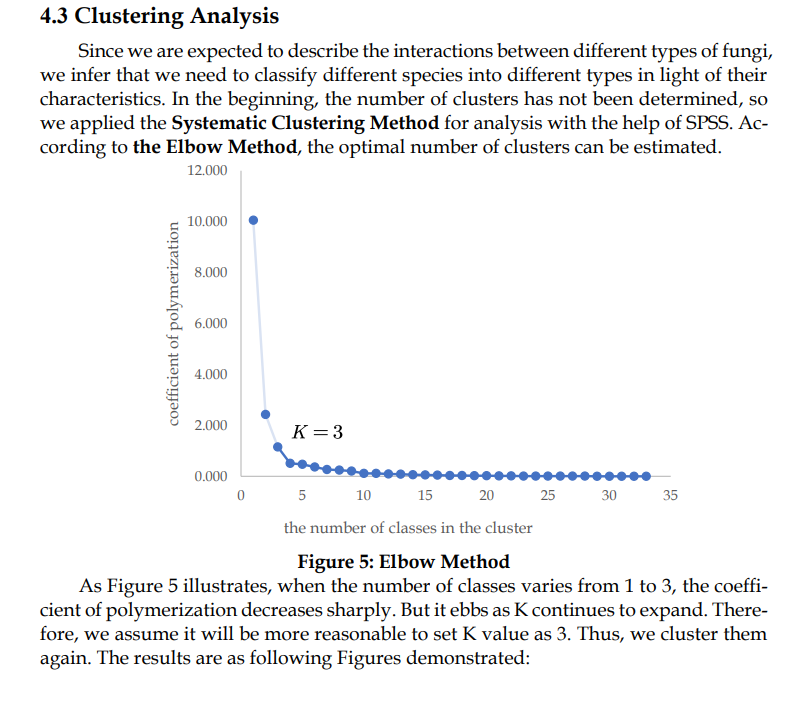 4.3 Clustering Analysis
Since we are expected to describe the interactions between different types of fungi,
we infer that we need to classify different species into different types in light of their
characteristics. In the beginning, the number of clusters has not been determined, so
we applied the Systematic Clustering Method for analysis with the help of SPSS. Ac-
cording to the Elbow Method, the optimal number of clusters can be estimated.
12.000
10.000
8.000
6.000
4.000
2.000
0.000
coefficient of polymerization
K = 3
0 5 10 15 20 25 30 35
the number of classes in the cluster
Figure 5: Elbow Method
As Figure 5 illustrates, when the number of classes varies from 1 to 3, the coeffi-
cient of polymerization decreases sharply. But it ebbs as K continues to expand. There-
fore, we assume it will be more reasonable to set K value as 3. Thus, we cluster them
again. The results are as following Figures demonstrated: